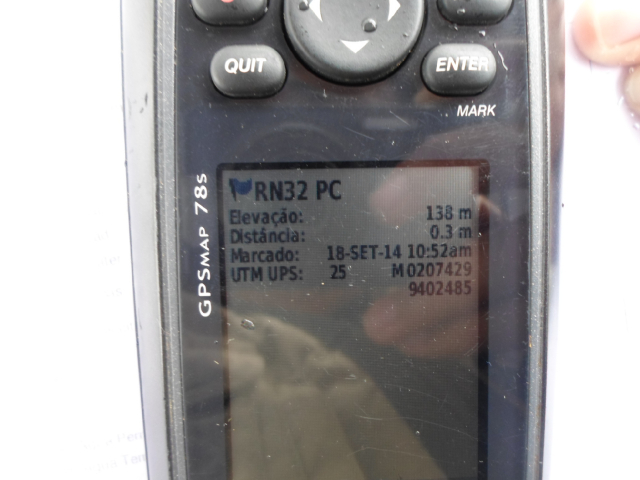 QUIT
ENTER
MARK
GPSMAP 78s
RN32 PC
Elevação: 138 m
Distância: 0.3 m
Marcado: 18-SET-14 10:52am
UTM UPS: 25 M 0207429
9402485